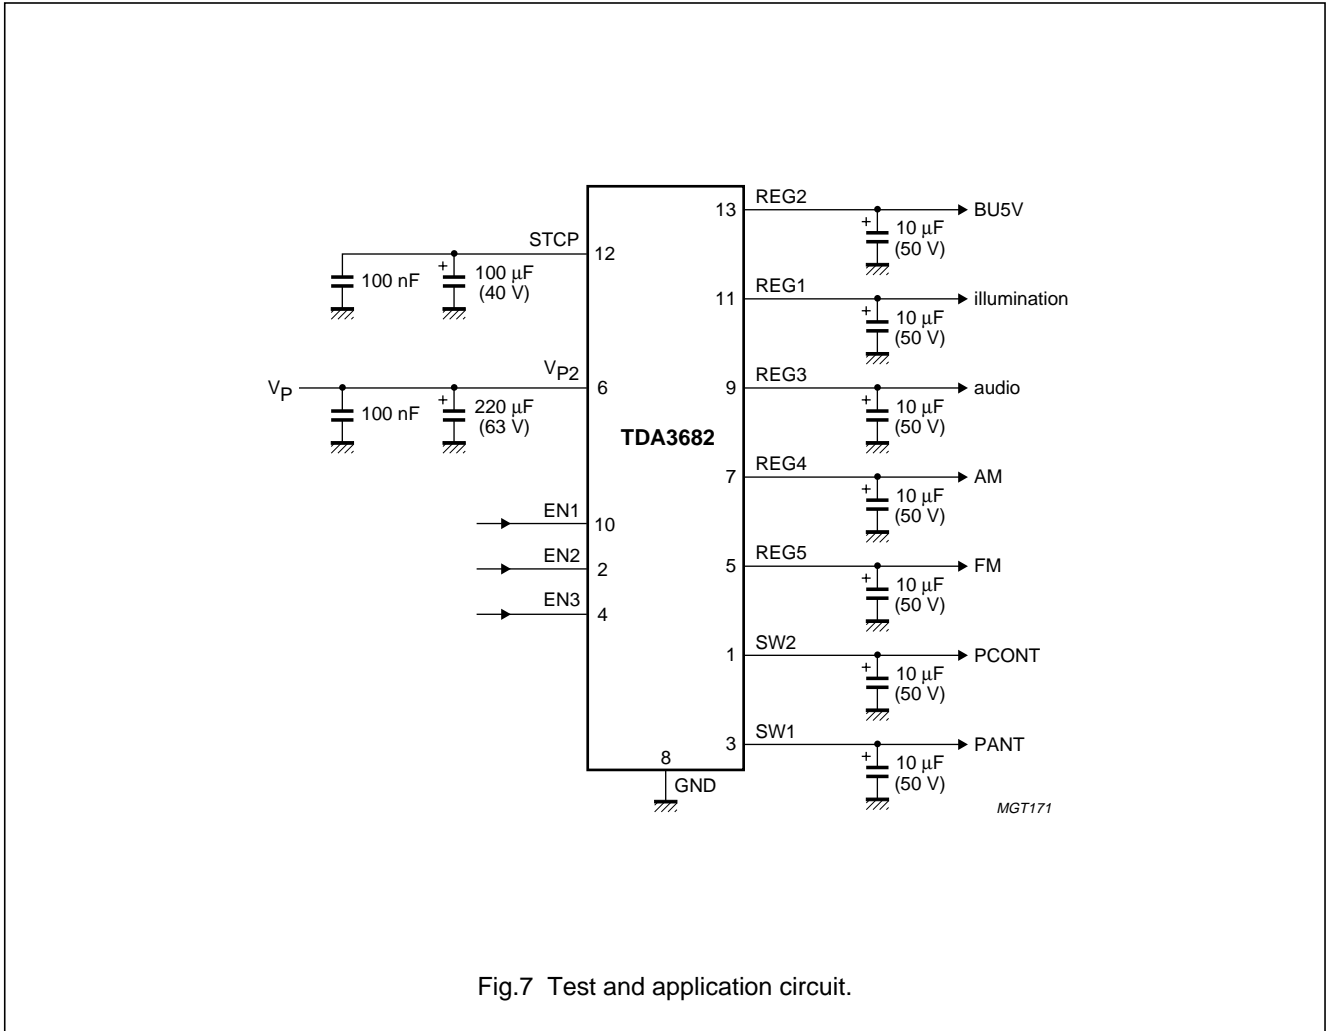 REG2
13
BU5V
+
10 μF
(50 V)
STCP
12
100 nF
+
100 μF
(40 V)
REG1
11
illumination
+
10 μF
(50 V)
VP
VP2
6
100 nF
+
220 μF
(63 V)
REG3
9
audio
+
10 μF
(50 V)
TDA3682
REG4
7
AM
+
10 μF
(50 V)
EN1
10
EN2
2
EN3
4
REG5
5
FM
+
10 μF
(50 V)
SW2
1
PCONT
+
10 μF
(50 V)
SW1
3
PANT
+
10 μF
(50 V)
8
GND
MGT171
Fig.7 Test and application circuit.